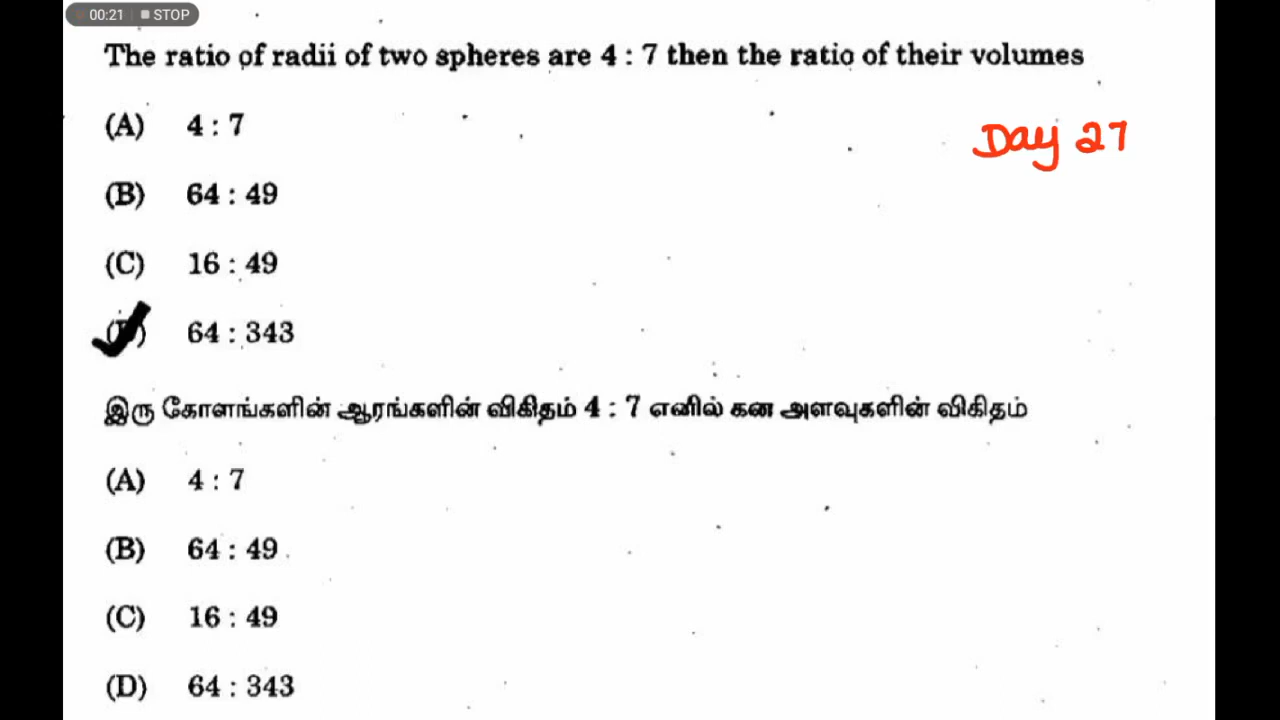 00:21 STOP
The ratio of radii of two spheres are 4 : 7 then the ratio of their volumes
(A) 4 : 7
Day 27
(B) 64 : 49
(C) 16 : 49
(D) 64 : 343
இரு கோளங்களின் ஆரங்களின் விகிதம் 4 : 7 எனில் கன அளவுகளின் விகிதம்
(A) 4 : 7
(B) 64 : 49
(C) 16 : 49
(D) 64 : 343